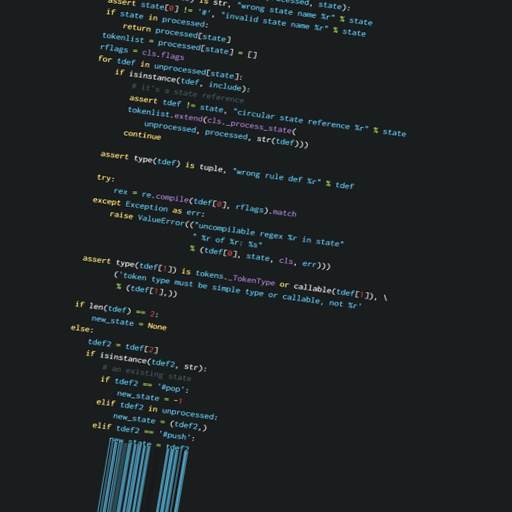 is str, "wrong state name %r" % state
assert state[0] != '#', "invalid state name %r" % state
if state in processed:
return processed[state]
tokenlist = processed[state] = []
rflags = cls.flags
for tdef in unprocessed[state]:
if isinstance(tdef, include):
# it's a state reference
assert tdef != state, "circular state reference %r" % state
tokenlist.extend(cls._process_state(
unprocessed, processed, str(tdef)))
continue
assert type(tdef) is tuple, "wrong rule def %r" % tdef
try:
rex = re.compile(tdef[0], rflags).match
except Exception as err:
raise ValueError(("uncompilable regex %r in state"
" %r of %r: %s"
% (tdef[0], state, cls, err)))
assert type(tdef[1]) is tokens._TokenType or callable(tdef[1]), \
('token type must be simple type or callable, not %r'
% (tdef[1],))
if len(tdef) == 2:
new_state = None
else:
tdef2 = tdef[2]
if isinstance(tdef2, str):
# an existing state
if tdef2 == '#pop':
new_state = -1
elif tdef2 in unprocessed:
new_state = (tdef2,)
elif tdef2 == '#push':
new_state = tdef2